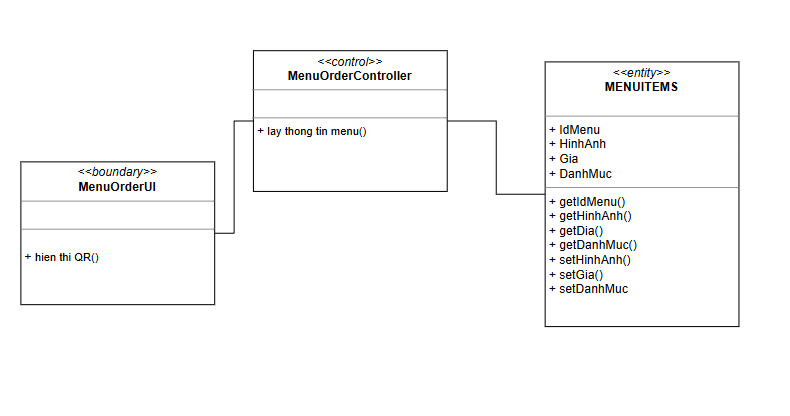 <<control>>
MenuOrderController
+ lay thong tin menu()
<<entity>>
MENUITEMS
+ IdMenu
+ HinhAnh
+ Gia
+ DanhMuc
+ getIdMenu()
+ getHinhAnh()
+ getDia()
+ getDanhMuc()
+ setHinhAnh()
+ setGia()
+ setDanhMuc
<<boundary>>
MenuOrderUI
+ hien thi QR()